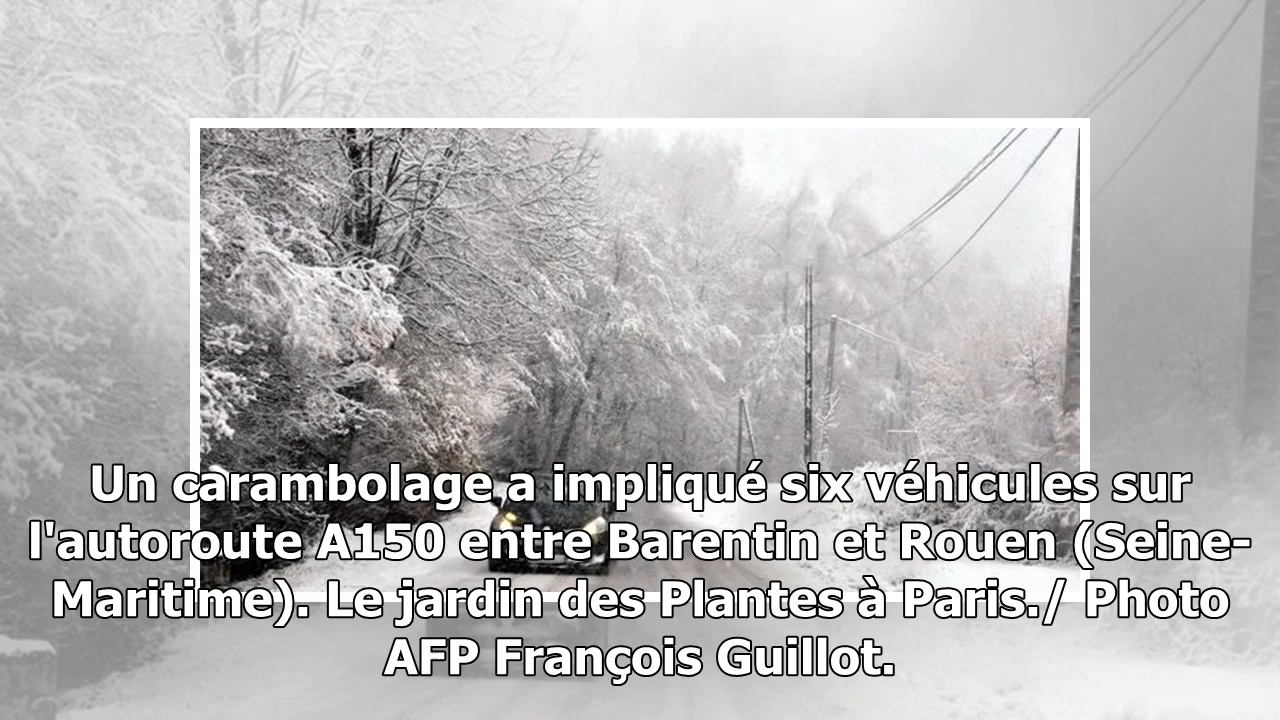 Un carambolage a impliqué six véhicules sur
l'autoroute A150 entre Barentin et Rouen (Seine-
Maritime). Le jardin des Plantes à Paris./ Photo
AFP François Guillot.